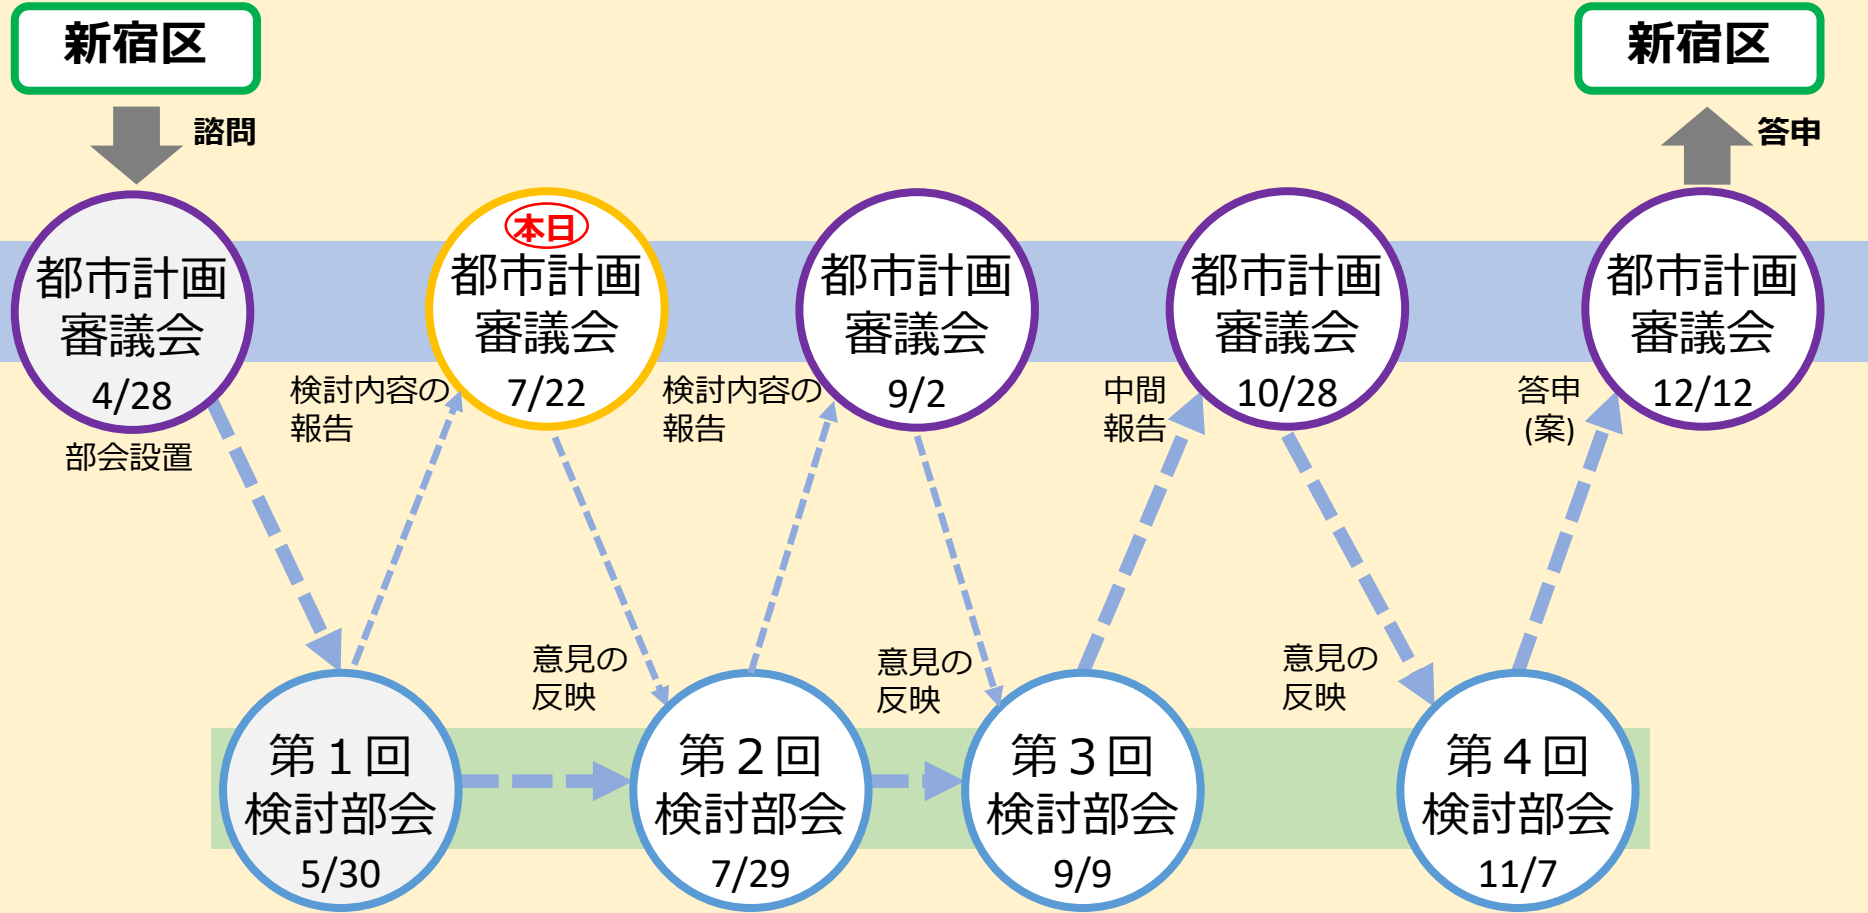 新宿区
新宿区
諮問
答申
都市計画
審議会
4/28
部会設置
本日
都市計画
審議会
7/22
都市計画
審議会
9/2
都市計画
審議会
10/28
都市計画
審議会
12/12
検討内容の
報告
検討内容の
報告
中間
報告
答申
(案)
意見の
反映
意見の
反映
意見の
反映
第１回
検討部会
5/30
第２回
検討部会
7/29
第３回
検討部会
9/9
第４回
検討部会
11/7